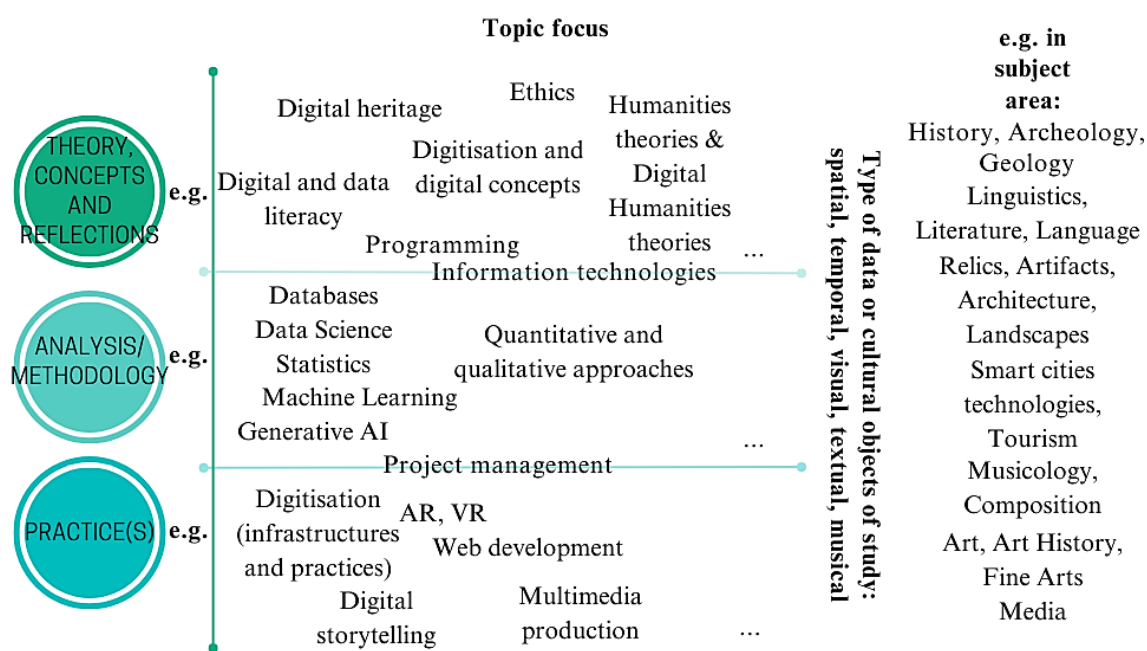 Topic focus
THEORY,
CONCEPTS
AND
REFLECTIONS
e.g.
Digital heritage
Ethics
Humanities
theories &
Digital
Humanities
theories
Digitisation and
digital concepts
Digital and data
literacy
Programming
...
Information technologies
ANALYSIS/
METHODOLOGY
e.g.
Databases
Data Science
Statistics
Machine Learning
Generative AI
Quantitative and
qualitative approaches
...
Project management
PRACTICE(S)
e.g.
Digitisation
(infrastructures
and practices)
AR, VR
Web development
Digital
storytelling
Multimedia
production
...
Type of data or cultural objects of study:
spatial, temporal, visual, textual, musical
e.g. in
subject
area:
History, Archeology,
Geology
Linguistics,
Literature, Language
Relics, Artifacts,
Architecture,
Landscapes
Smart cities
technologies,
Tourism
Musicology,
Composition
Art, Art History,
Fine Arts
Media